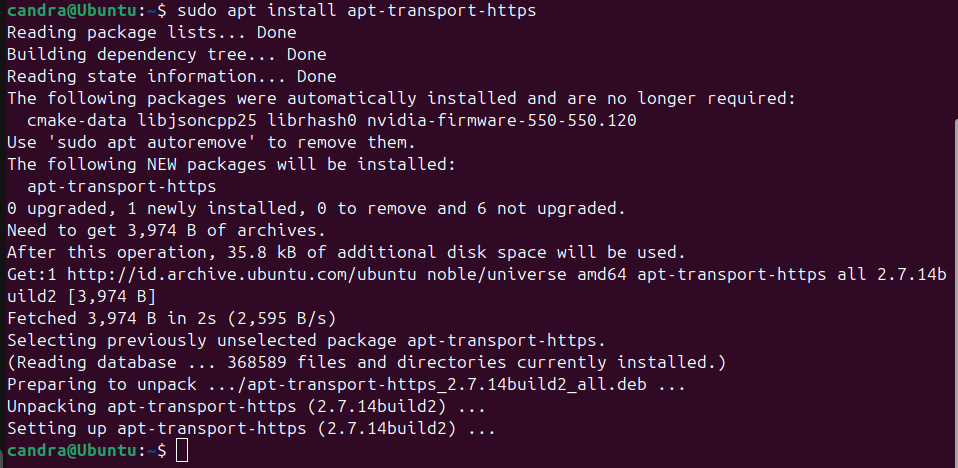 candra@Ubuntu:~$ sudo apt install apt-transport-https
Reading package lists... Done
Building dependency tree... Done
Reading state information... Done
The following packages were automatically installed and are no longer required:
  cmake-data libjsoncpp25 librhash0 nvidia-firmware-550-550.120
Use 'sudo apt autoremove' to remove them.
The following NEW packages will be installed:
  apt-transport-https
0 upgraded, 1 newly installed, 0 to remove and 6 not upgraded.
Need to get 3,974 B of archives.
After this operation, 35.8 kB of additional disk space will be used.
Get:1 http://id.archive.ubuntu.com/ubuntu noble/universe amd64 apt-transport-https all 2.7.14b
uild2 [3,974 B]
Fetched 3,974 B in 2s (2,595 B/s)
Selecting previously unselected package apt-transport-https.
(Reading database ... 368589 files and directories currently installed.)
Preparing to unpack .../apt-transport-https_2.7.14build2_all.deb ...
Unpacking apt-transport-https (2.7.14build2) ...
Setting up apt-transport-https (2.7.14build2) ...
candra@Ubuntu:~$